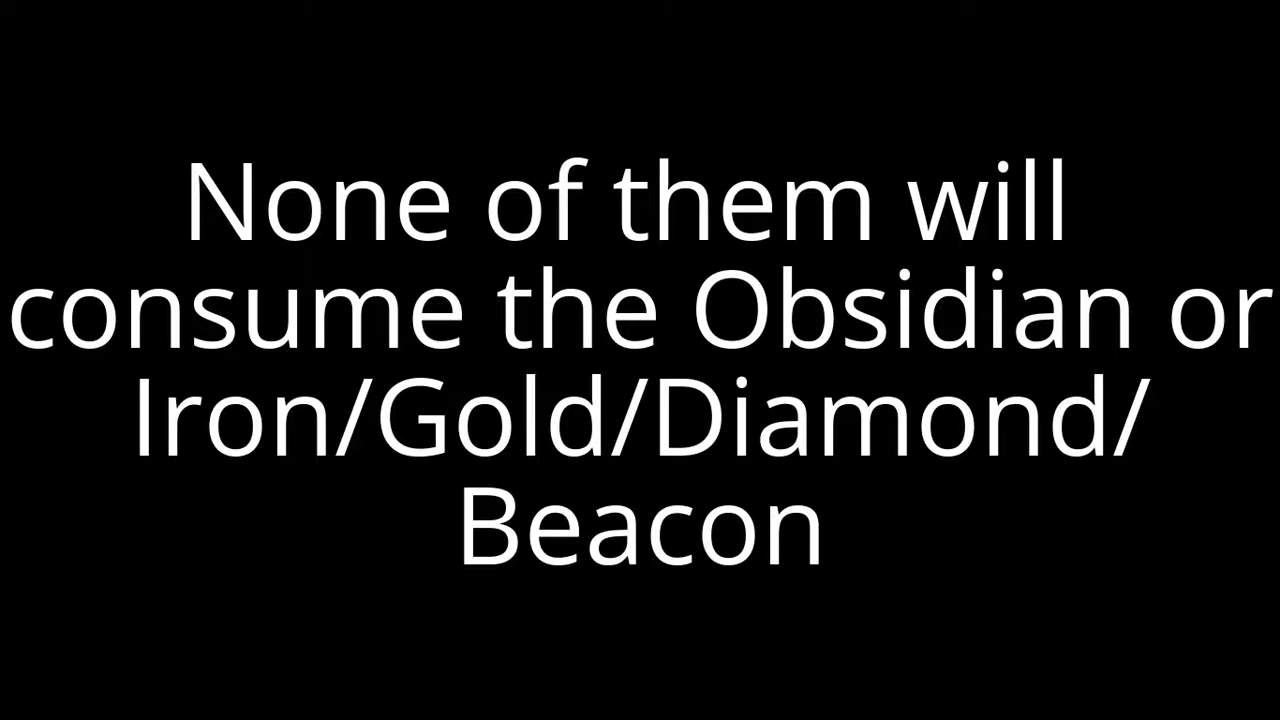 None of them will
consume the Obsidian or
Iron/Gold/Diamond/
Beacon